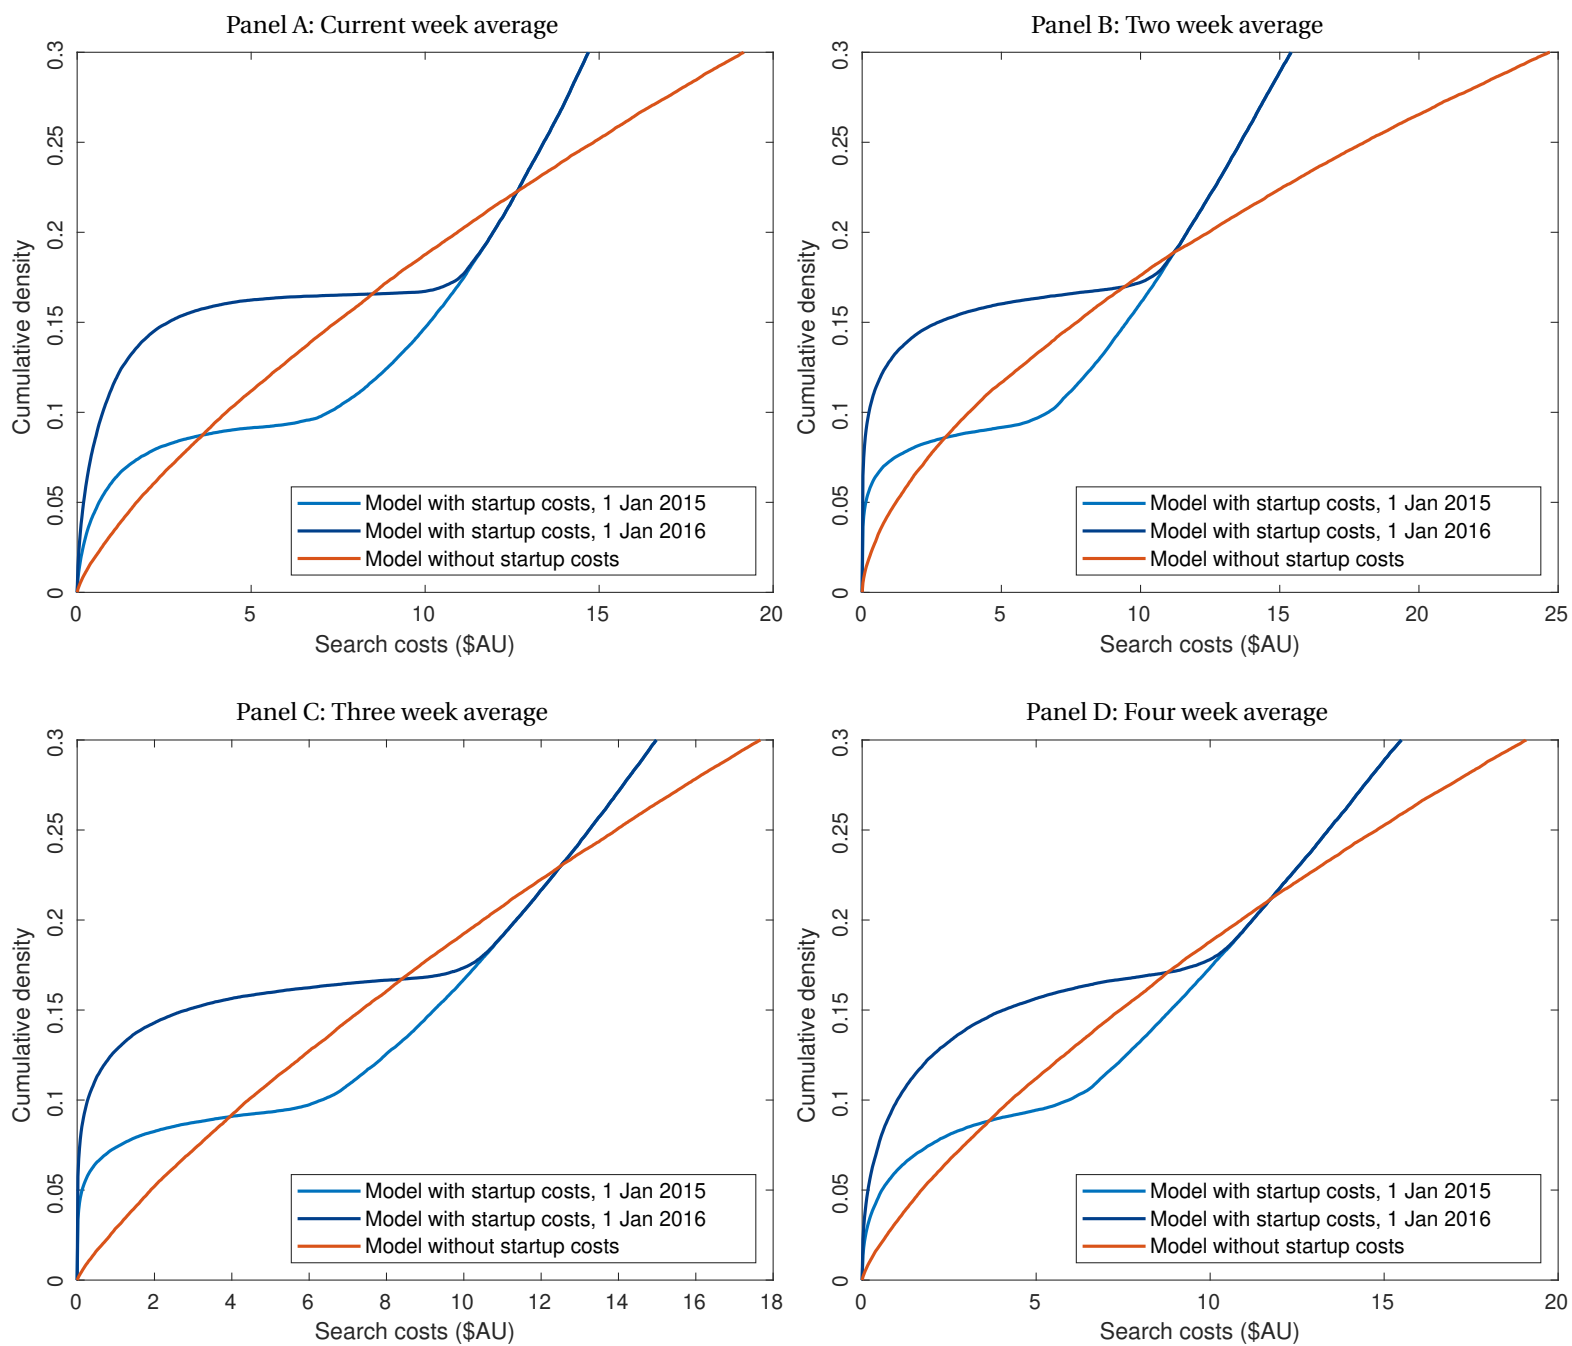 Panel A: Current week average
0.3
0.25
0.2
0.15
0.1
0.05
0
Cumulative density
Model with startup costs, 1 Jan 2015
Model with startup costs, 1 Jan 2016
Model without startup costs
0 5 10 15 20
Search costs ($AU)
Panel B: Two week average
0.3
0.25
0.2
0.15
0.1
0.05
0
Cumulative density
Model with startup costs, 1 Jan 2015
Model with startup costs, 1 Jan 2016
Model without startup costs
0 5 10 15 20 25
Search costs ($AU)
Panel C: Three week average
0.3
0.25
0.2
0.15
0.1
0.05
0
Cumulative density
Model with startup costs, 1 Jan 2015
Model with startup costs, 1 Jan 2016
Model without startup costs
0 2 4 6 8 10 12 14 16 18
Search costs ($AU)
Panel D: Four week average
0.3
0.25
0.2
0.15
0.1
0.05
0
Cumulative density
Model with startup costs, 1 Jan 2015
Model with startup costs, 1 Jan 2016
Model without startup costs
0 5 10 15 20
Search costs ($AU)